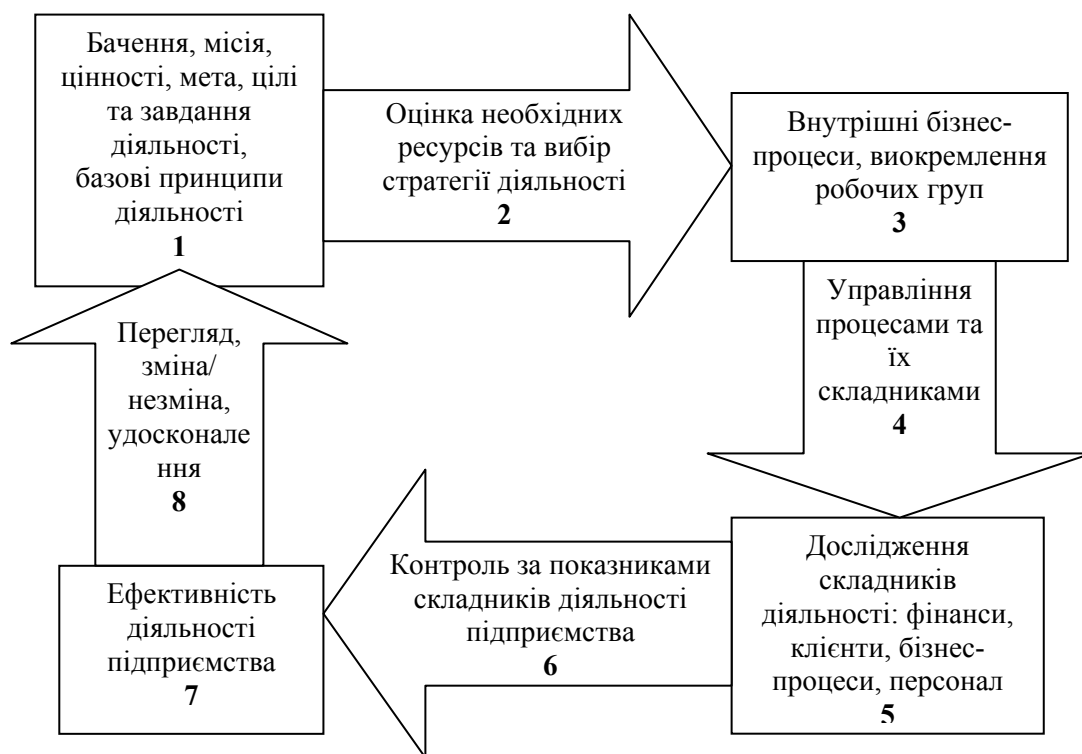 Бачення, місія,
цінності, мета, цілі
та завдання
діяльності,
базові принципи
діяльності
1
Оцінка необхідних
ресурсів та вибір
стратегії діяльності
2
Внутрішні бізнес-
процеси, виокремлення
робочих груп
3
Управління
процесами та
їх
складниками
4
Дослідження
складників
діяльності: фінанси,
клієнти, бізнес-
процеси, персонал
5
Контроль за показниками
складників діяльності
підприємства
6
Ефективність
діяльності
підприємства
7
Перегляд,
зміна/
незміна,
удосконале
ння
8